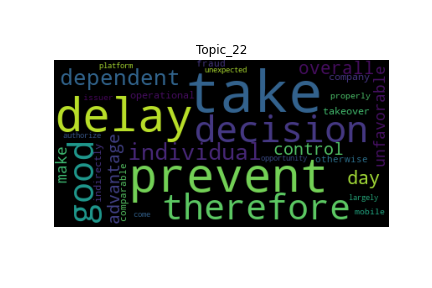 Topic_22
platform
fraud
unexpected
overall
dependent
take
company
issuer
operational
properly
unfavorable
delay
decision
takeover
authorize
make
good
indirectly
advantage
individual
control
opportunity
otherwise
comparable
prevent
day
largely
therefore
come
mobile